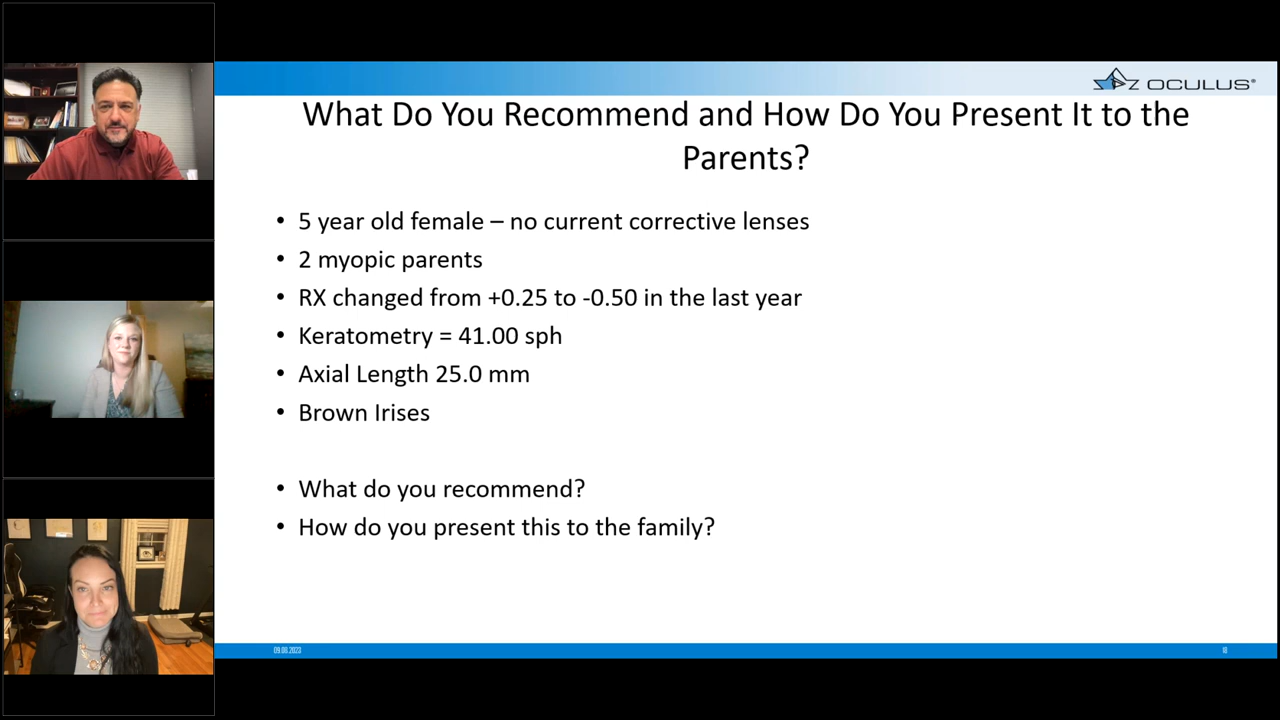 OCULUS®
What Do You Recommend and How Do You Present It to the
Parents?
• 5 year old female – no current corrective lenses
• 2 myopic parents
• RX changed from +0.25 to -0.50 in the last year
• Keratometry = 41.00 sph
• Axial Length 25.0 mm
• Brown Irises
• What do you recommend?
• How do you present this to the family?